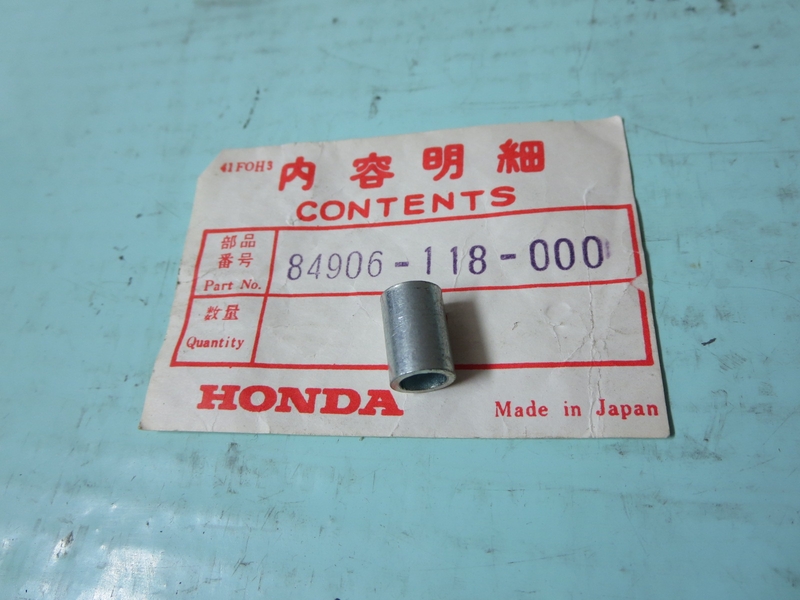 41FOH3 内容明細
CONTENTS
部品
番号
Part No. 84906-118-000
数量
Quantity
HONDA Made in Japan